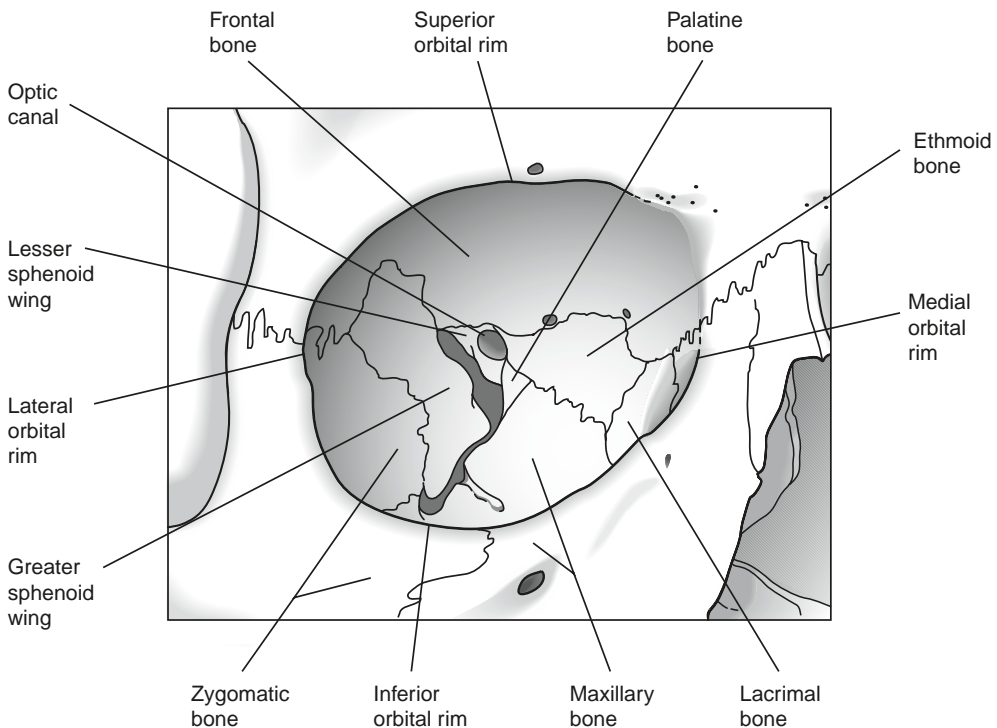 Frontal
bone
Superior
orbital rim
Palatine
bone
Optic
canal
Ethmoid
bone
Lesser
sphenoid
wing
Medial
orbital
rim
Lateral
orbital
rim
Greater
sphenoid
wing
Zygomatic
bone
Inferior
orbital rim
Maxillary
bone
Lacrimal
bone